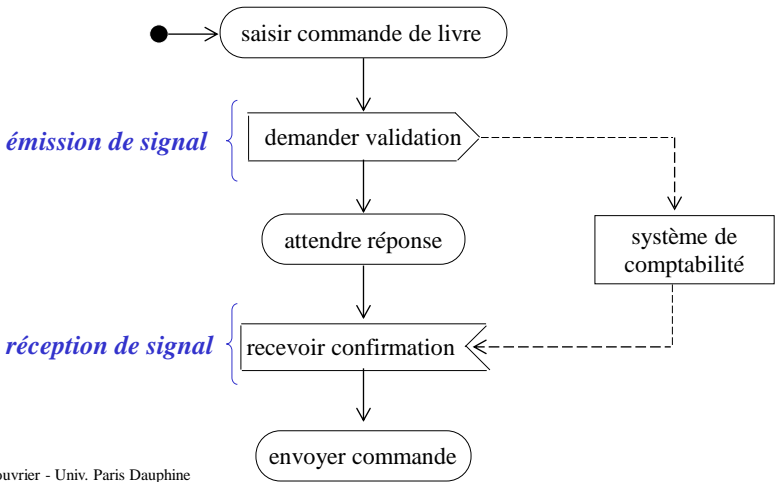 saisir commande de livre
émission de signal
demander validation
attendre réponse
système de
comptabilité
réception de signal
recevoir confirmation
envoyer commande
- Univ. Paris Dauphine